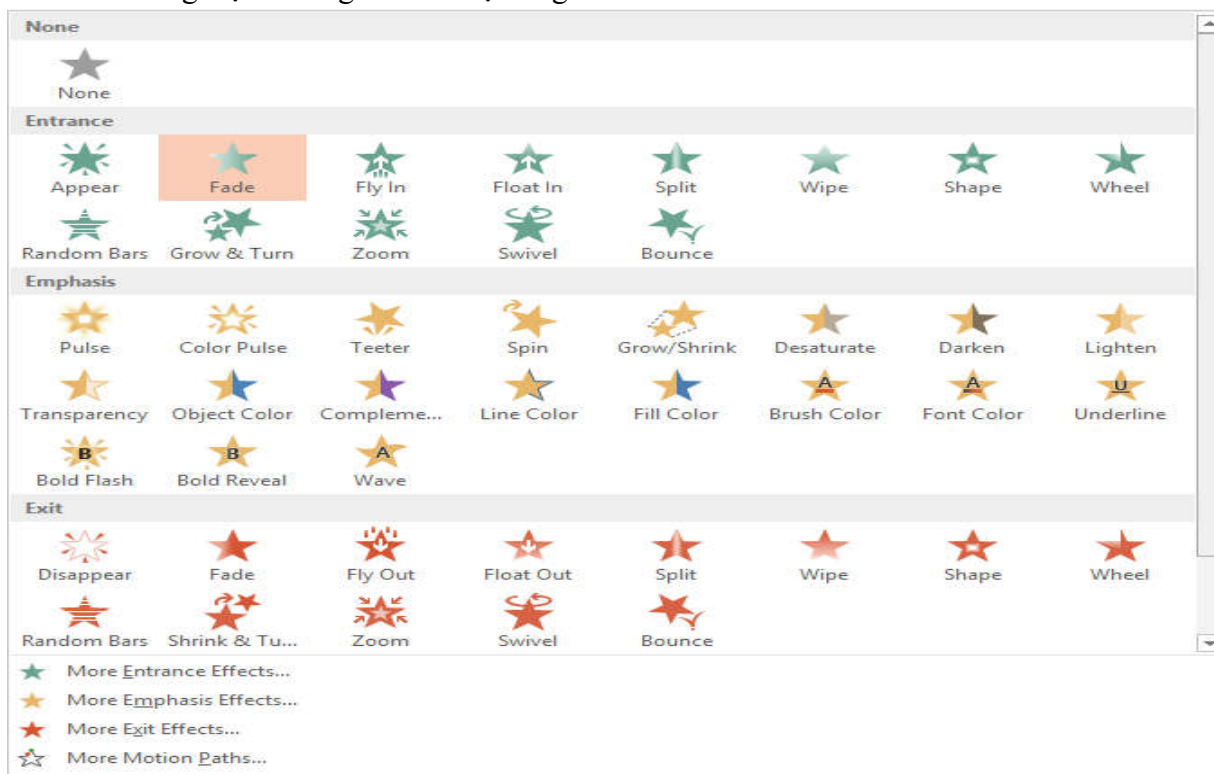 None
None
Entrance
Appear Fade Fly In Float In Split Wipe Shape Wheel
Random Bars Grow & Turn Zoom Swivel Bounce
Emphasis
Pulse Color Pulse Teeter Spin Grow/Shrink Desaturate Darken Lighten
Transparency Object Color Compleme... Line Color Fill Color Brush Color Font Color Underline
Bold Flash Bold Reveal Wave
Exit
Disappear Fade Fly Out Float Out Split Wipe Shape Wheel
Random Bars Shrink & Tu... Zoom Swivel Bounce
More Entrance Effects...
More Emphasis Effects...
More Exit Effects...
More Motion Paths...